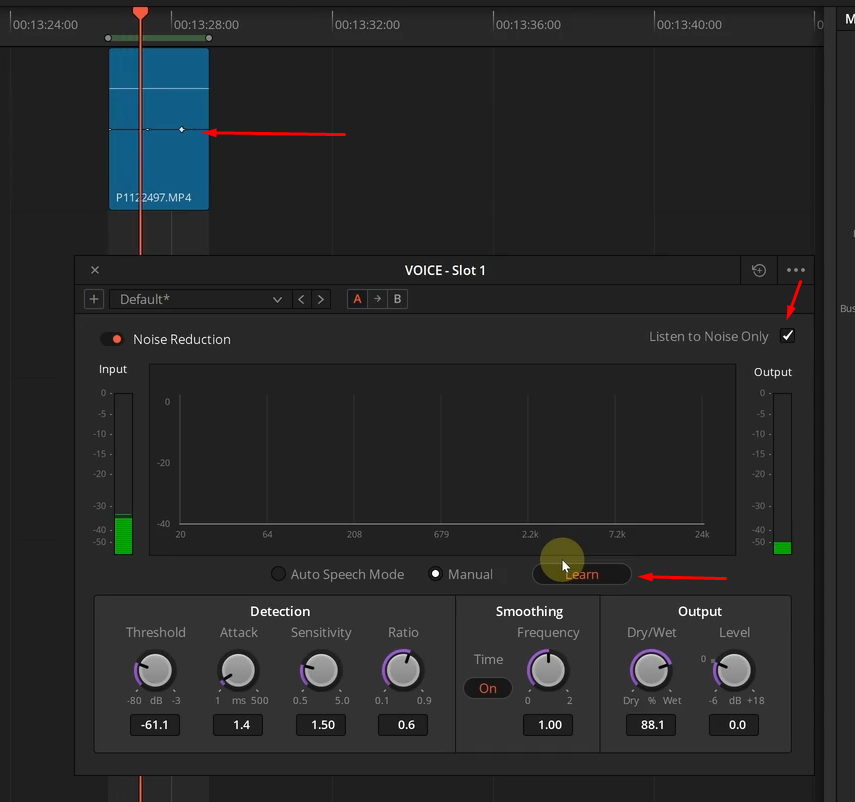 00:13:24:00 00:13:28:00 00:13:32:00 00:13:36:00 00:13:40:00 0
M
P1122497.MP4
VOICE - Slot 1
+ Default* < > A → B
Bus
Noise Reduction Listen to Noise Only
Input Output
0 0 0
-5 -5
-10 -10
-15 -15
-20 -20 -20
-30 -30
-40 -40 -40
-50 -50
20 64 208 679 2.2k 7.2k 24k
Auto Speech Mode Manual Learn
Detection Smoothing Output
Threshold Attack Sensitivity Ratio Frequency Dry/Wet Level
Time 0
On
-80 dB -3 1 ms 500 0.5 5.0 0.1 0.9 0 2 Dry % Wet -6 dB +18
-61.1 1.4 1.50 0.6 1.00 88.1 0.0